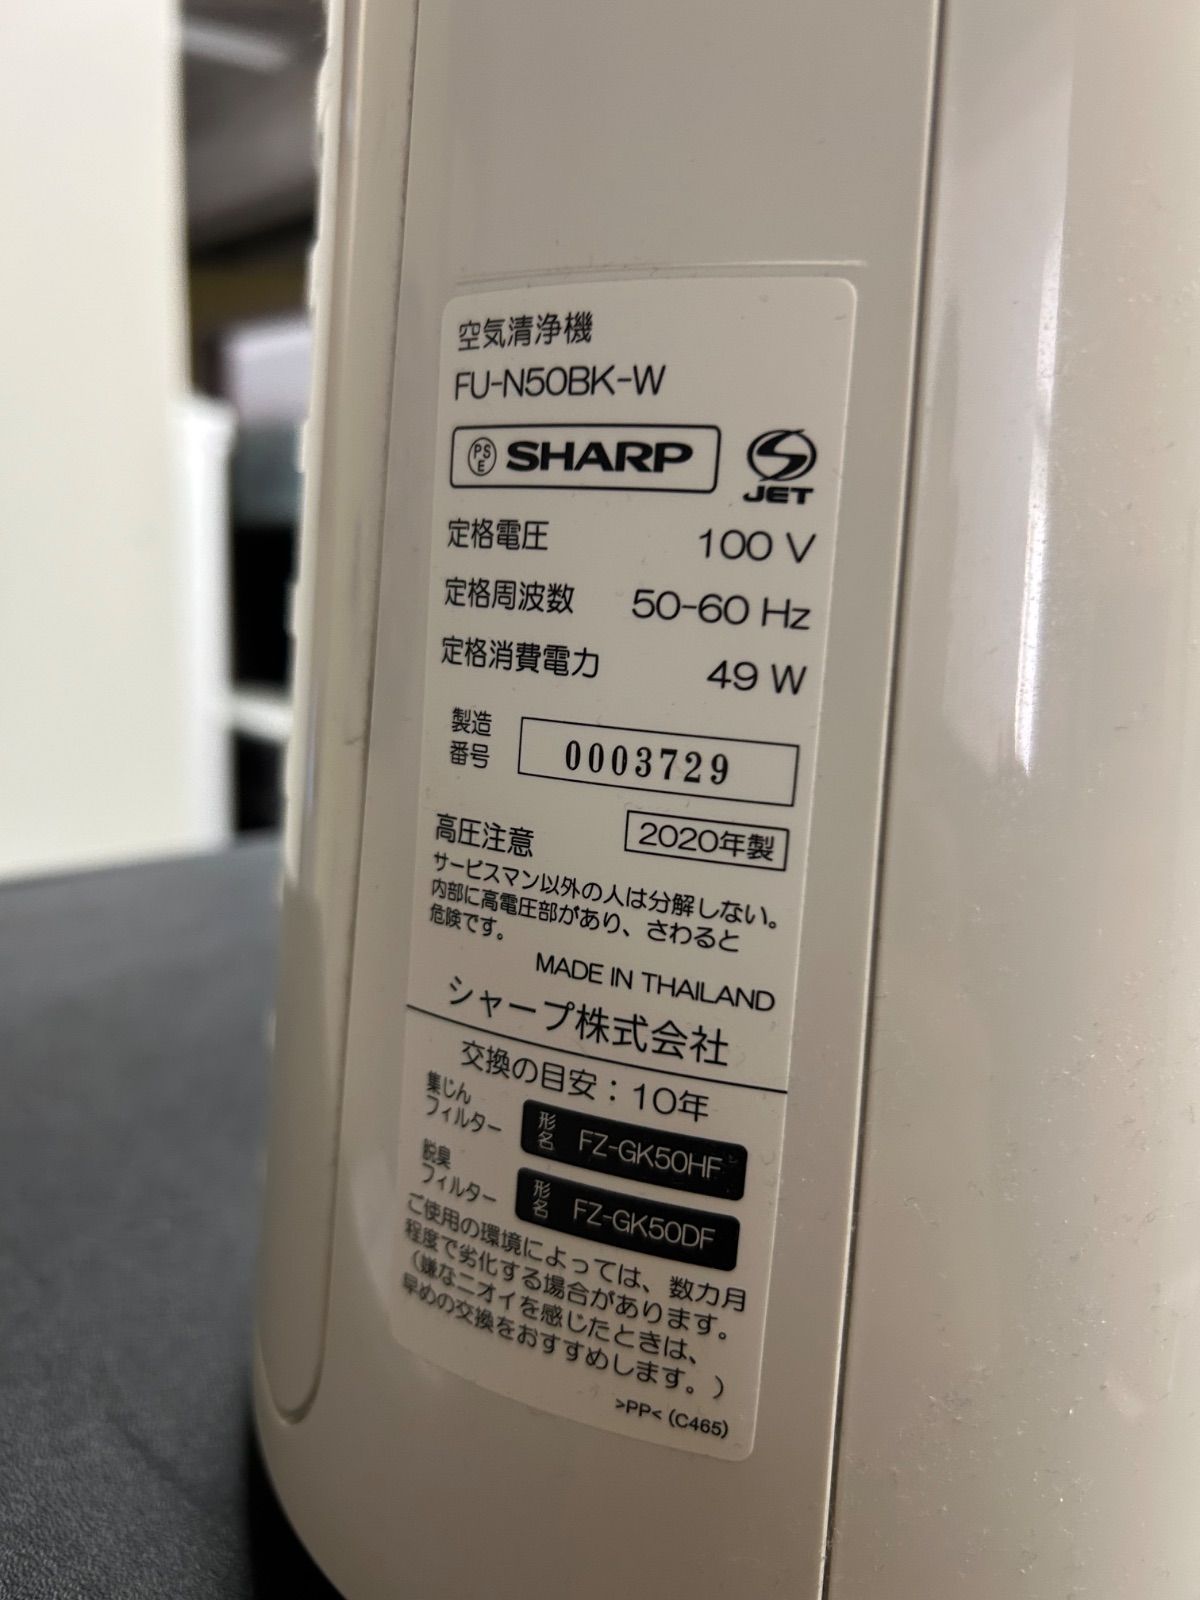 空気清浄機
FU-N50BK-W
PSE SHARP JET
定格電圧 100 V
定格周波数 50-60 Hz
定格消費電力 49 W
製造
番号 0003729
高圧注意 2020年製
サービスマン以外の人は分解しない。
内部に高電圧部があり、さわると
危険です。
MADE IN THAILAND
シャープ株式会社
交換の目安：10年
集じん
フィルター 形名 FZ-GK50HF
脱臭
フィルター 形名 FZ-GK50DF
ご使用の環境によっては、数カ月
程度で劣化する場合があります。
(嫌なニオイを感じたときは、
早めの交換をおすすめします。)
>PP< (C465)